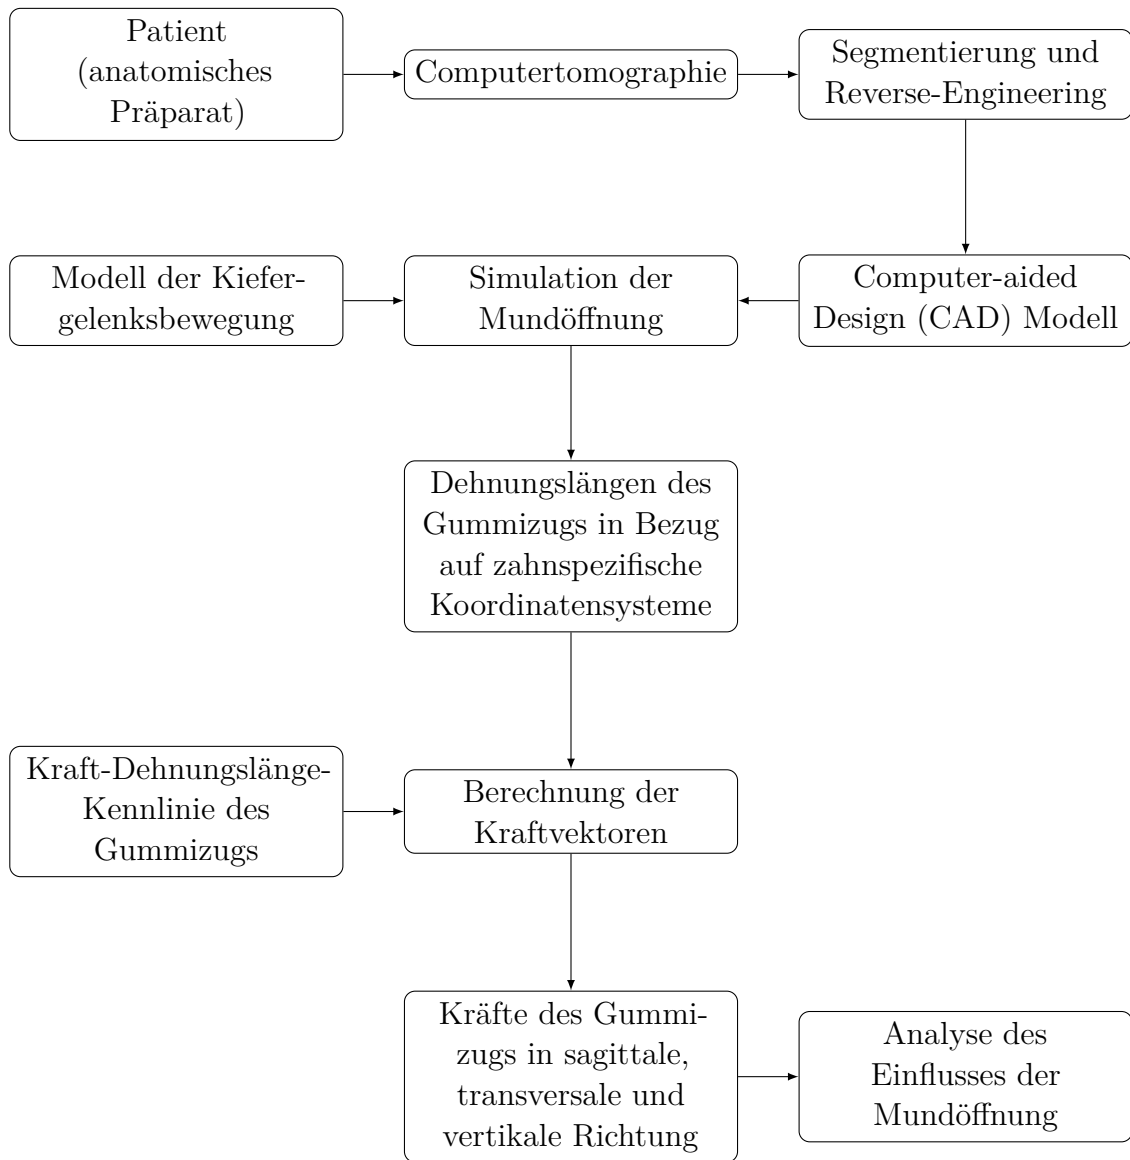 Patient
(anatomisches
Präparat)
Computertomographie
Segmentierung und
Reverse-Engineering
Modell der Kiefer-
gelenksbewegung
Simulation der
Mundöffnung
Computer-aided
Design (CAD) Modell
Dehnungslängen des
Gummizugs in Bezug
auf zahnspezifische
Koordinatensysteme
Kraft-Dehnungslänge-
Kennlinie des
Gummizugs
Berechnung der
Kraftvektoren
Kräfte des Gummi-
zugs in sagittale,
transversale und
vertikale Richtung
Analyse des
Einflusses der
Mundöffnung